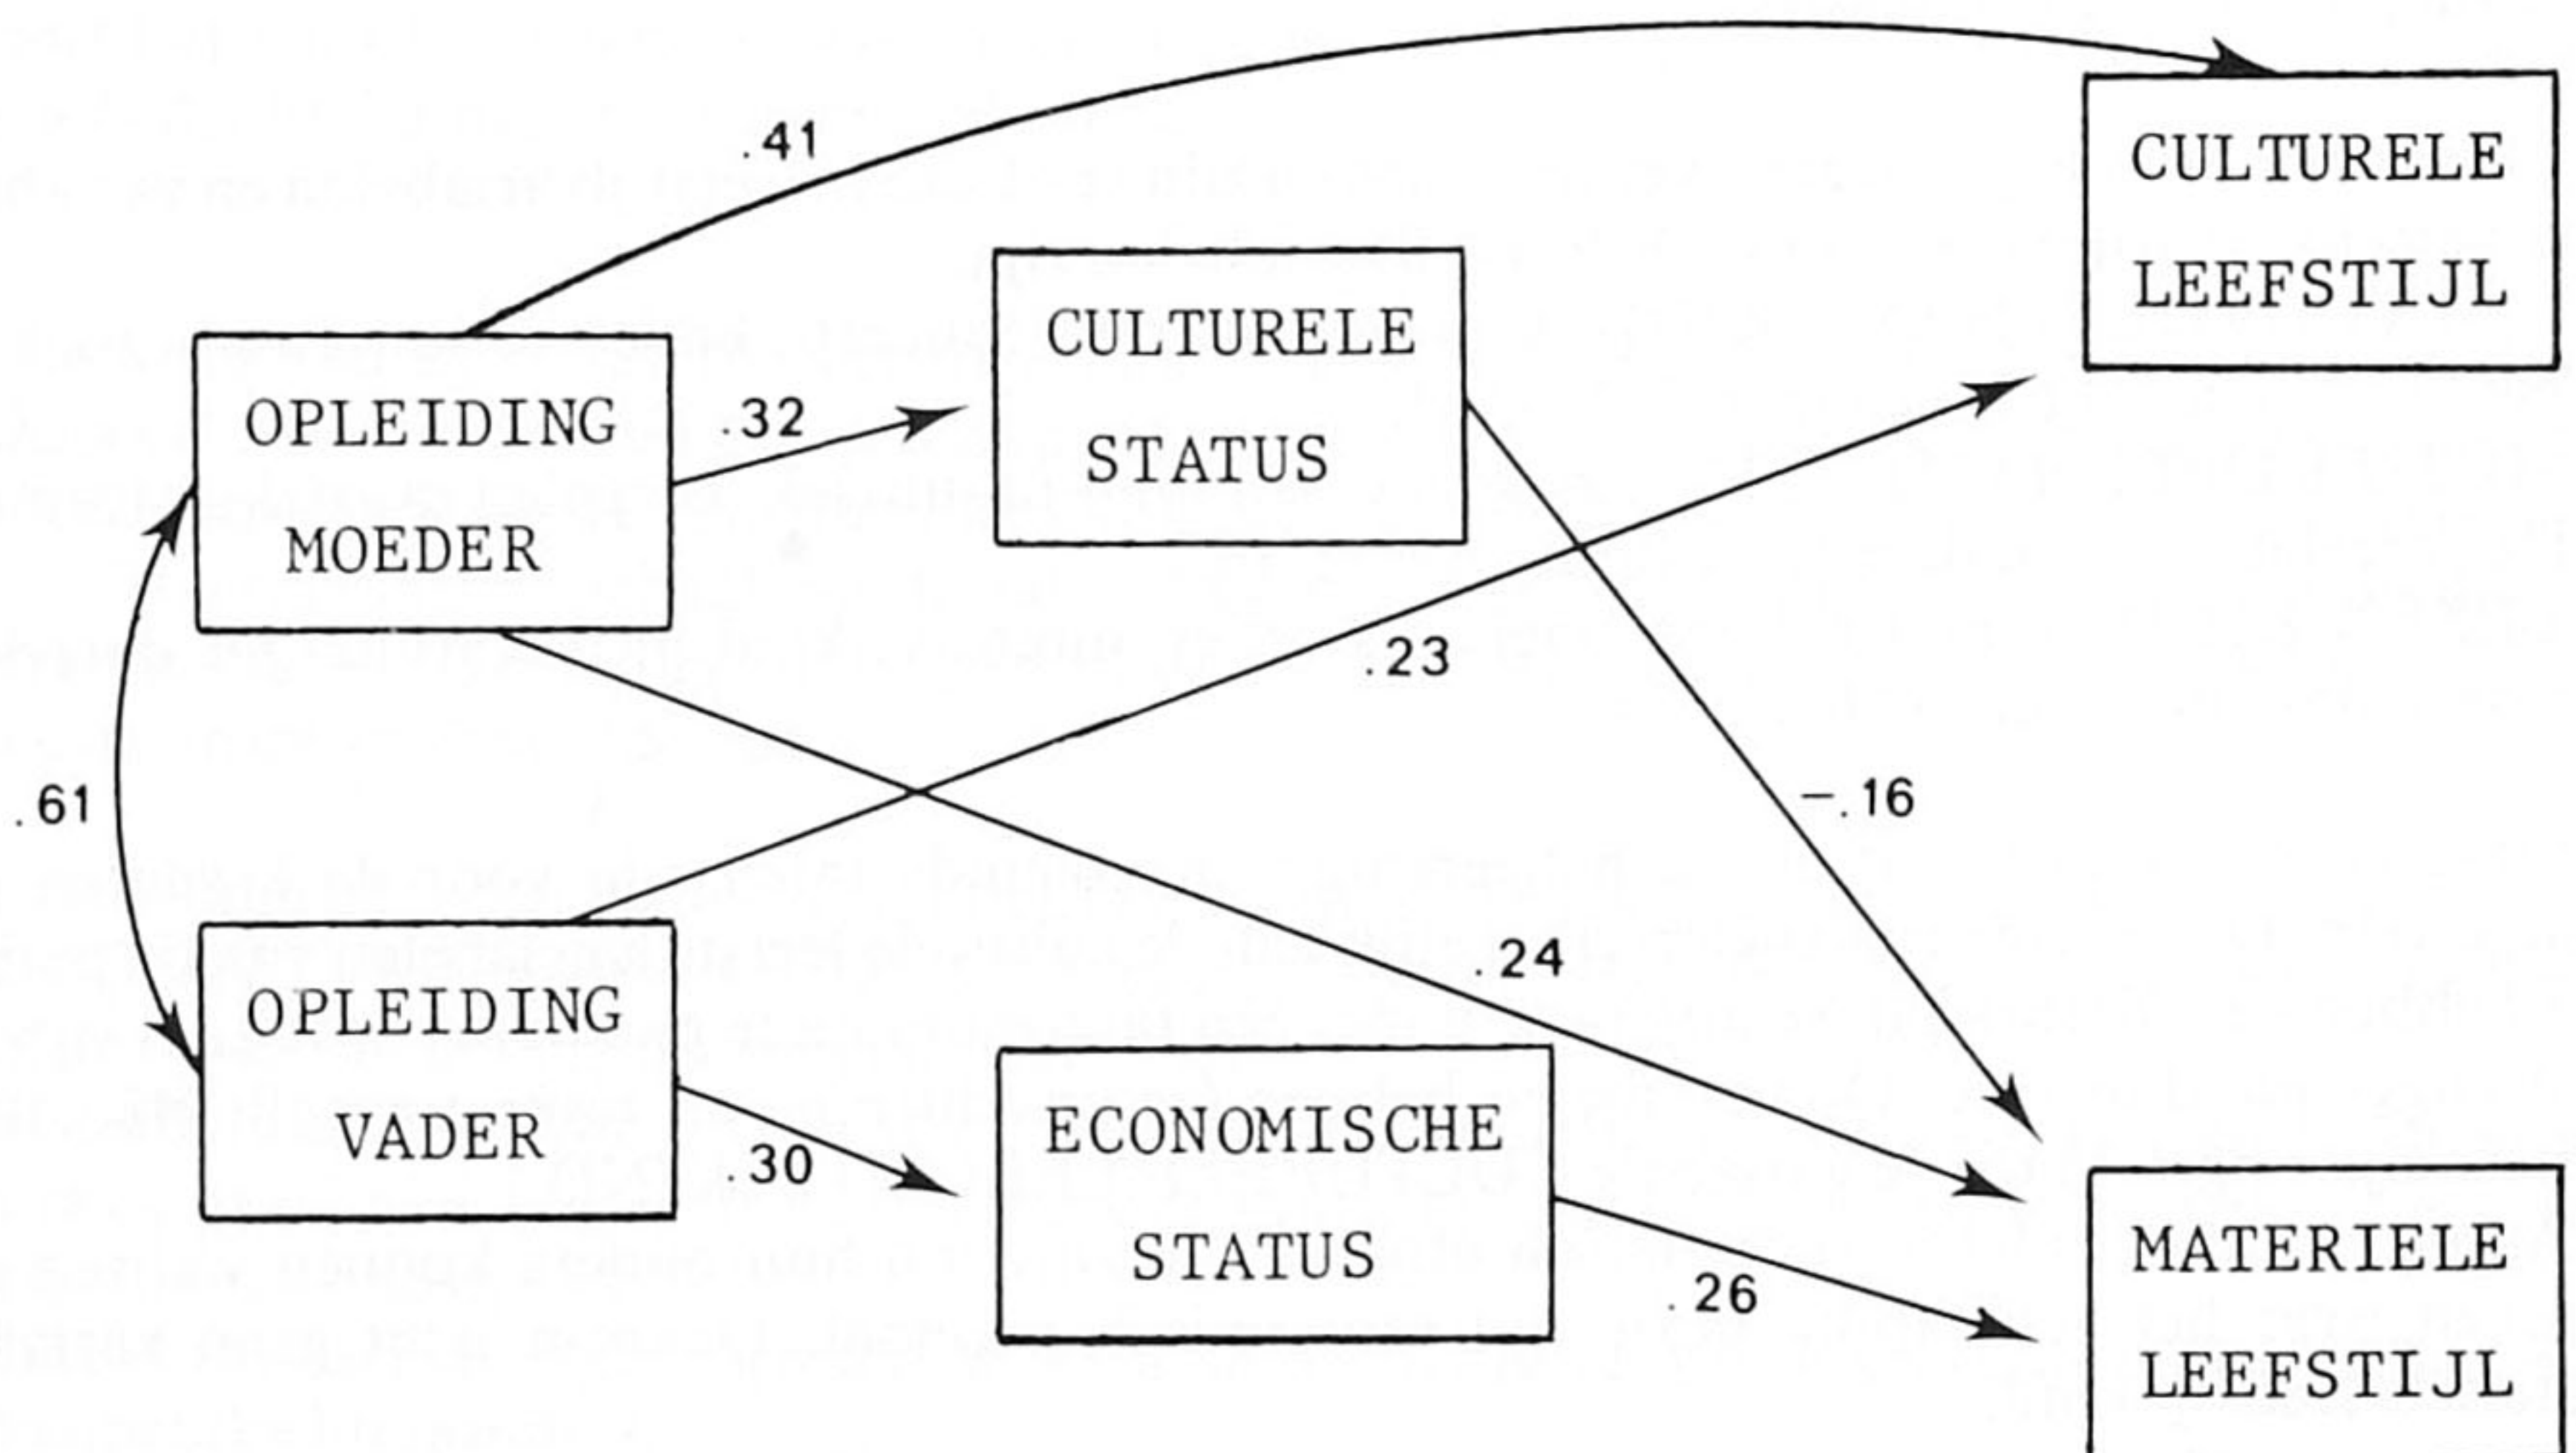 .41
CULTURELE
LEEFSTIJL
CULTURELE
STATUS
OPLEIDING
MOEDER
.32
.23
.61
-.16
.24
OPLEIDING
VADER
.30
ECONOMISCHE
STATUS
.26
MATERIELE
LEEFSTIJL